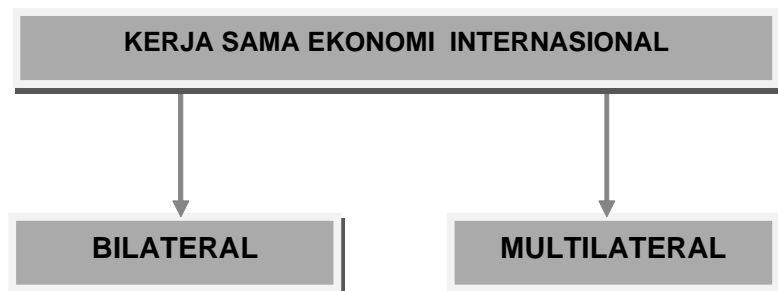 KERJA SAMA EKONOMI INTERNASIONAL
BILATERAL
MULTILATERAL